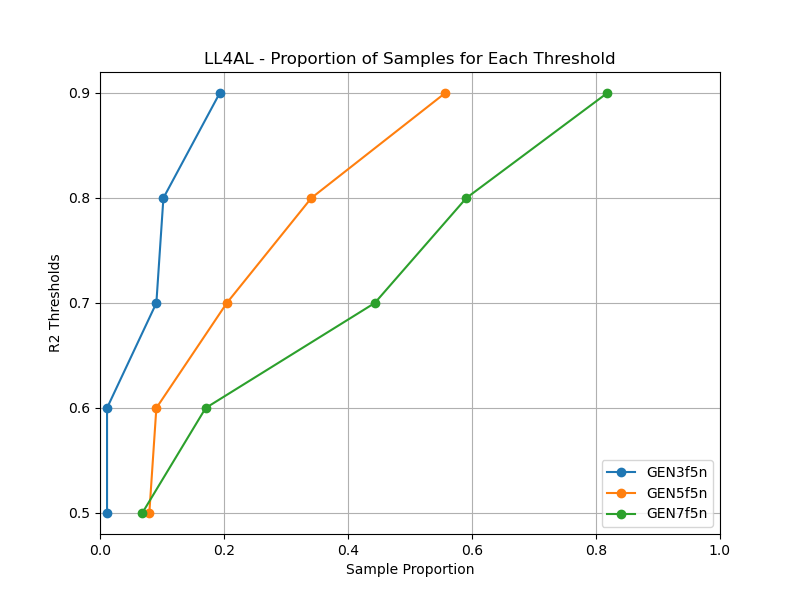 LL4AL - Proportion of Samples for Each Threshold
R2 Thresholds
0.9
0.8
0.7
0.6
0.5
0.0 0.2 0.4 0.6 0.8 1.0
Sample Proportion
GEN3f5n
GEN5f5n
GEN7f5n